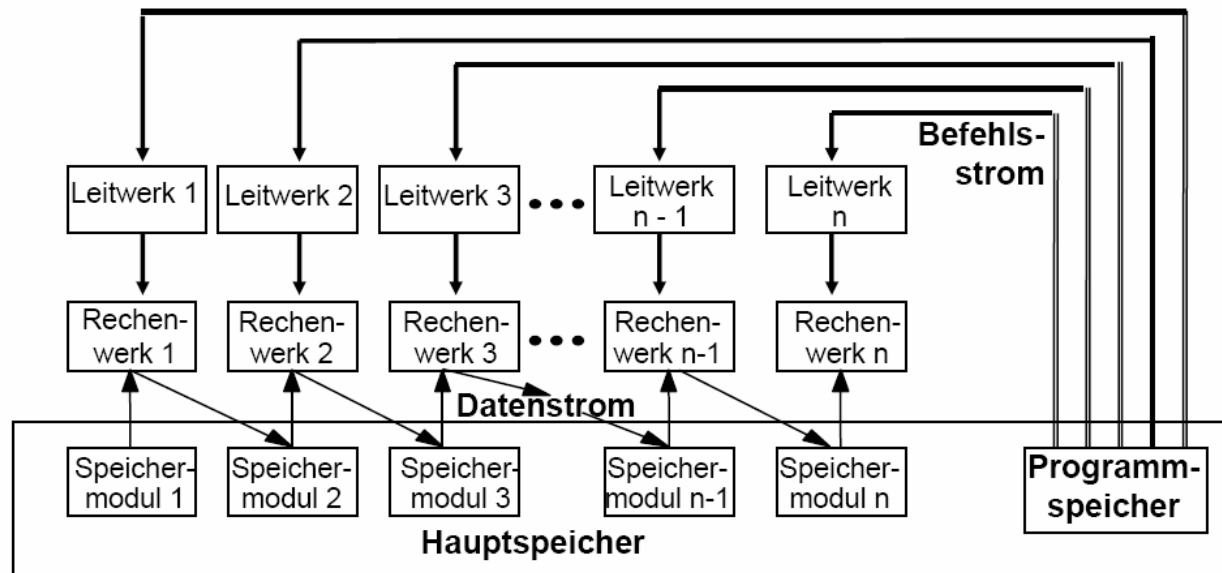 Befehls-
strom
Leitwerk 1
Leitwerk 2
Leitwerk 3
•••
Leitwerk
n - 1
Leitwerk
n
Rechen-
werk 1
Rechen-
werk 2
Rechen-
werk 3
•••
Rechen-
werk n-1
Rechen-
werk n
Datenstrom
Speicher-
modul 1
Speicher-
modul 2
Speicher-
modul 3
Speicher-
modul n-1
Speicher-
modul n
Programm-
speicher
Hauptspeicher